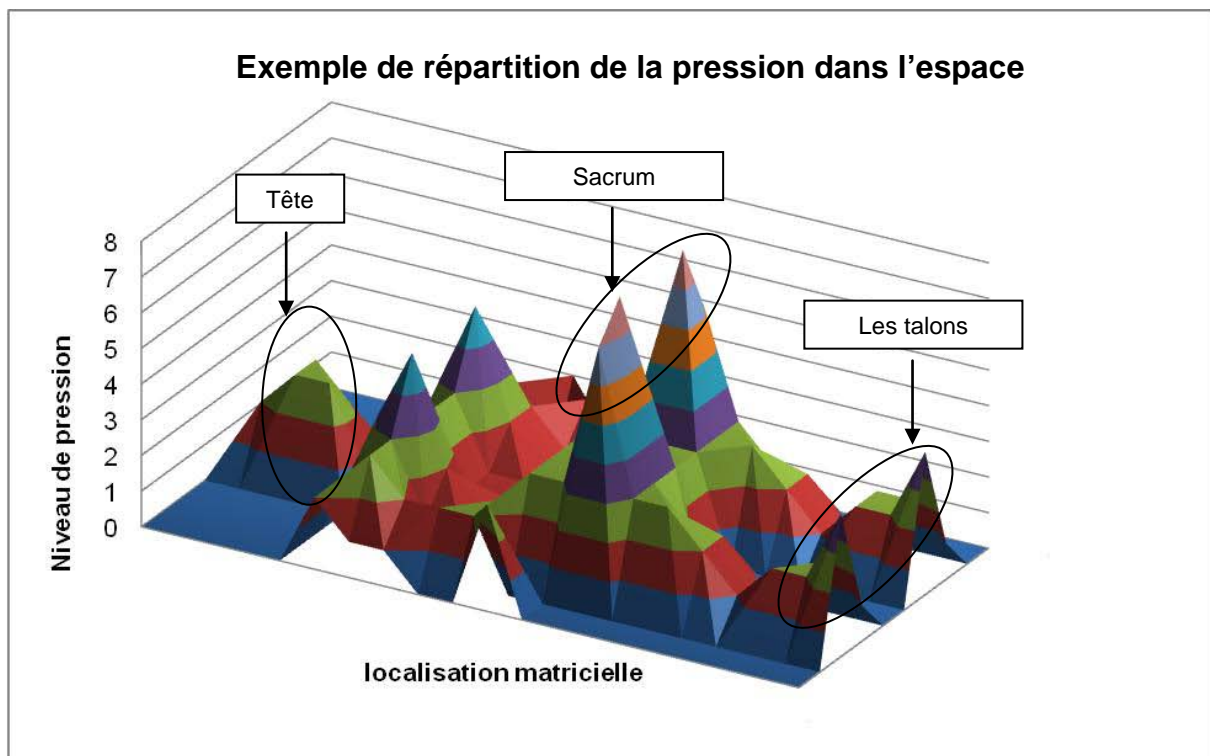 Exemple de répartition de la pression dans l’espace
Sacrum
Tête
Les talons
8
7
6
5
4
3
2
1
0
Niveau de pression
localisation matricielle